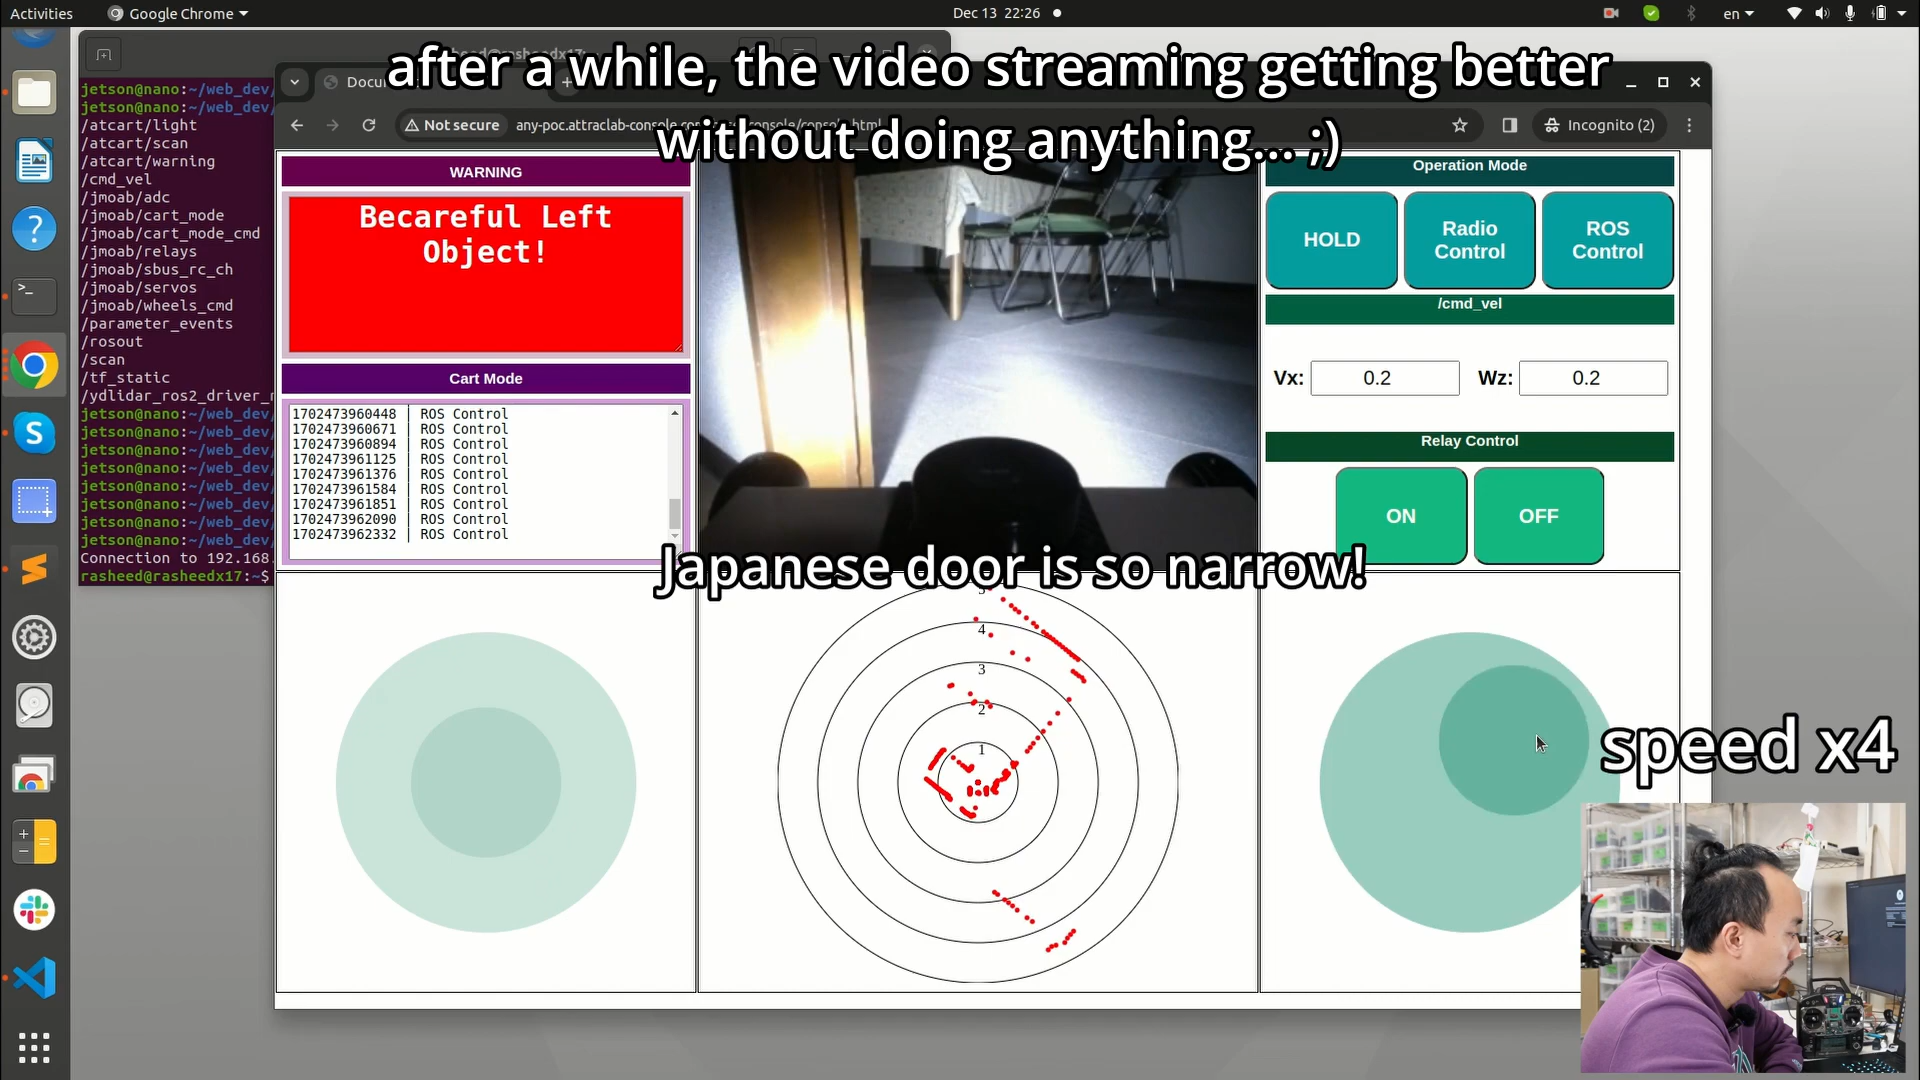 Activities
Google Chrome
Dec 13 22:26
en
after a while, the video streaming getting better
without doing anything... ;)
Not secure
WARNING
Becareful Left
Object!
Cart Mode
1702473960448 | ROS Control
1702473960671 | ROS Control
1702473960894 | ROS Control
1702473961125 | ROS Control
1702473961376 | ROS Control
1702473961584 | ROS Control
1702473961851 | ROS Control
1702473962090 | ROS Control
1702473962332 | ROS Control
jetson@nano:~/web_dev/
jetson@nano:~/web_dev/
/atcart/light
/atcart/scan
/atcart/warning
/cmd_vel
/jmoab/adc
/jmoab/cart_mode
/jmoab/cart_mode_cmd
/jmoab/relays
/jmoab/sbus_rc_ch
/jmoab/servos
/jmoab/wheels_cmd
/parameter_events
/rosout
/scan
/tf_static
jetson@nano:~/web_dev/
jetson@nano:~/web_dev/
jetson@nano:~/web_dev/
jetson@nano:~/web_dev/
jetson@nano:~/web_dev/
jetson@nano:~/web_dev/
jetson@nano:~/web_dev/
jetson@nano:~/web_dev/
Connection to 192.168.
rasheed@rasheedx17:~$
Incognito (2)
Operation Mode
HOLD
Radio
Control
ROS
Control
/cmd_vel
Vx: 0.2 Wz: 0.2
Relay Control
ON
OFF
Japanese door is so narrow!
4
3
2
1
speed x4